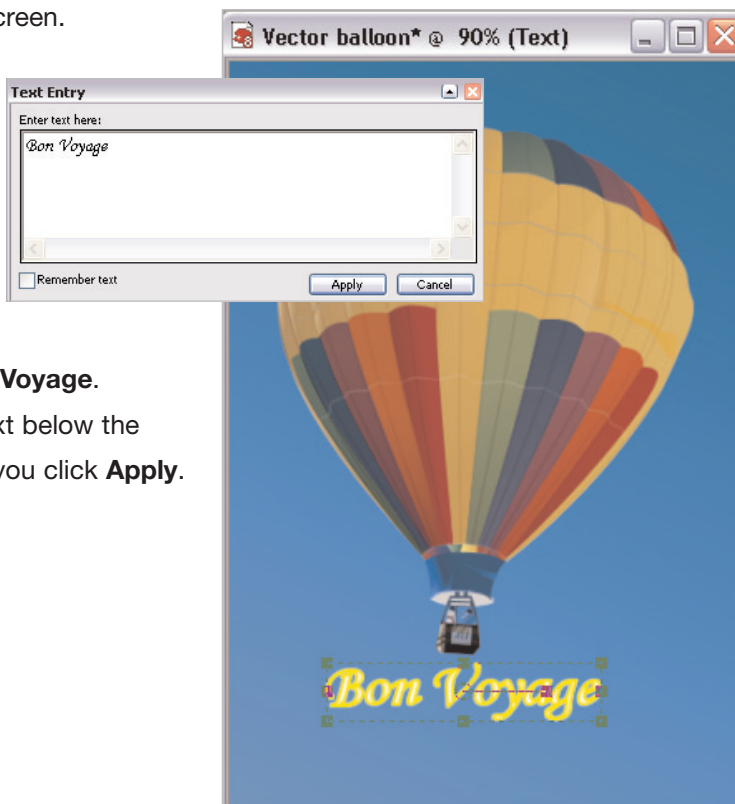 creen.
Vector balloon* @ 90% (Text)
Text Entry
Enter text here:
Bon Voyage
Remember text
Apply
Cancel
Voyage.
xt below the
you click Apply.
Bon Voyage